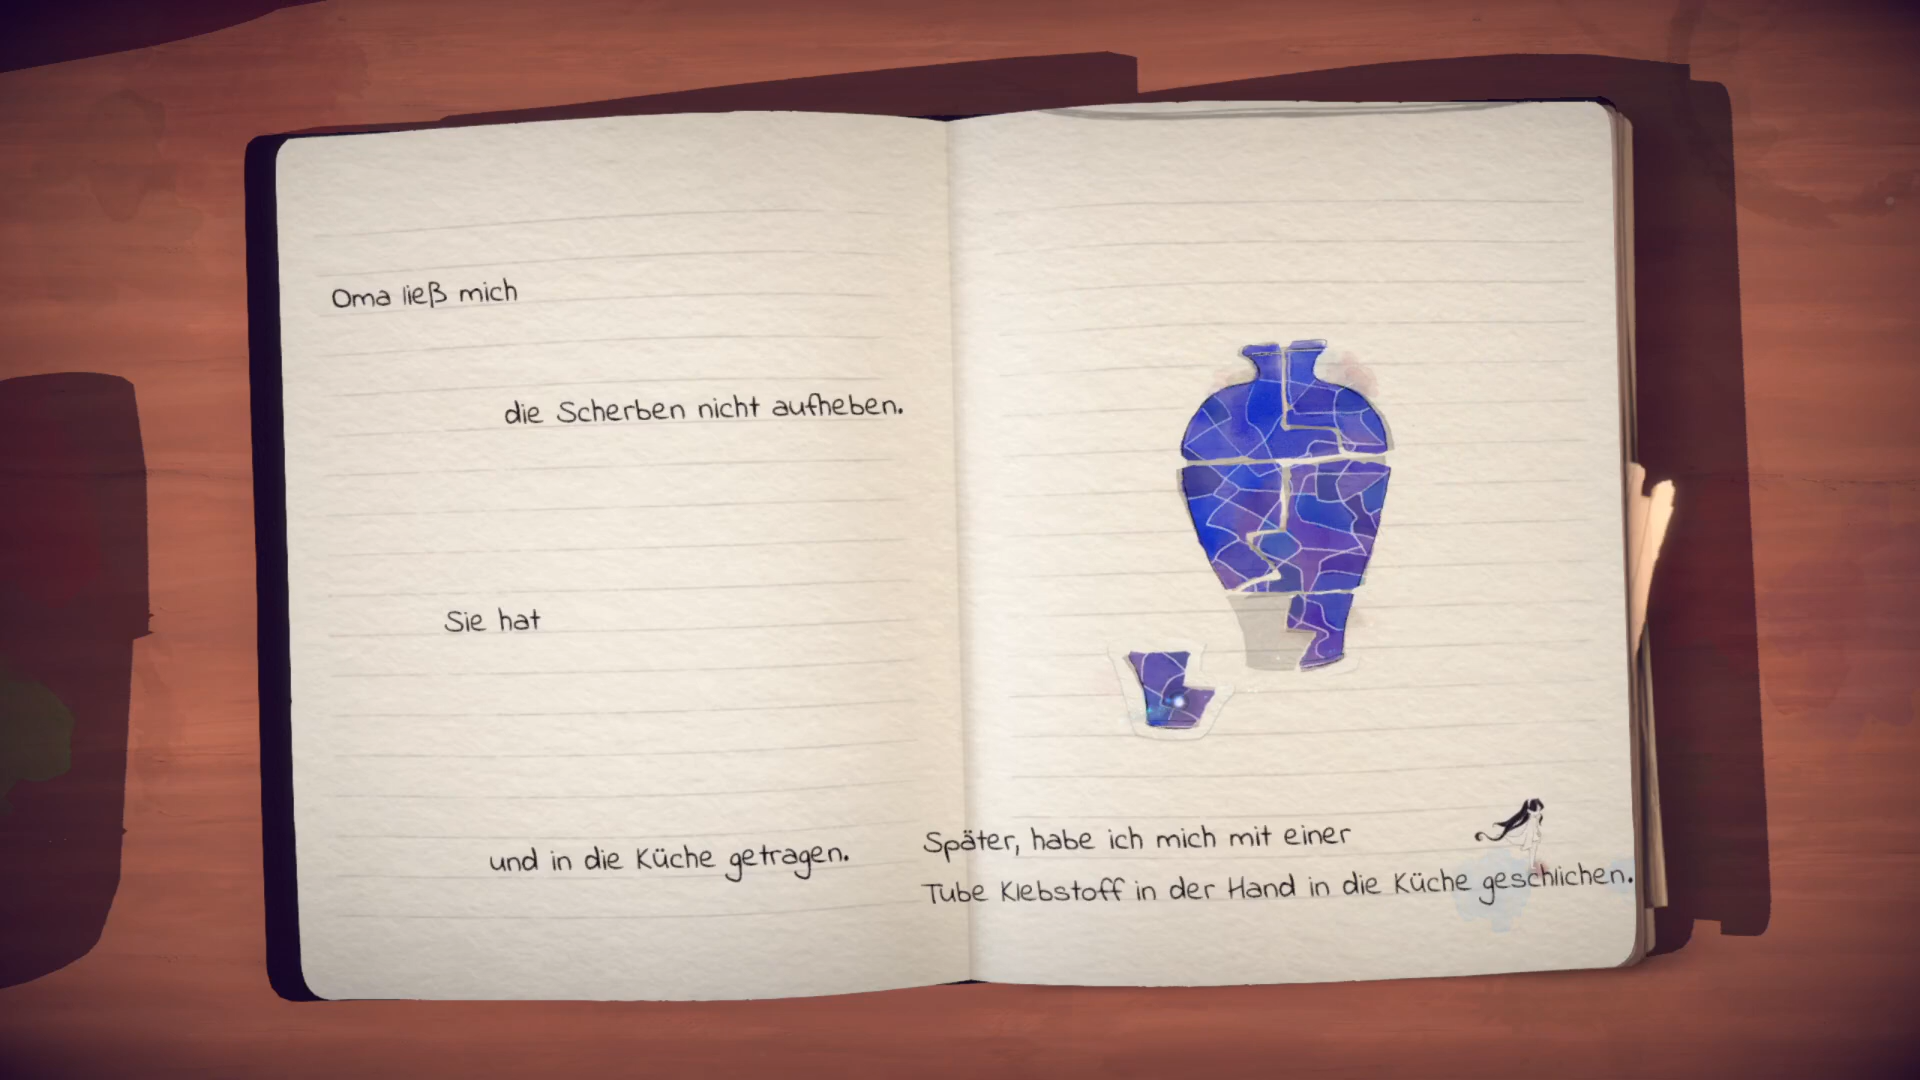 Oma ließ mich
die Scherben nicht aufheben.
Sie hat
und in die Küche getragen.
Später, habe ich mich mit einer
Tube Klebstoff in der Hand in die Küche geschlichen.